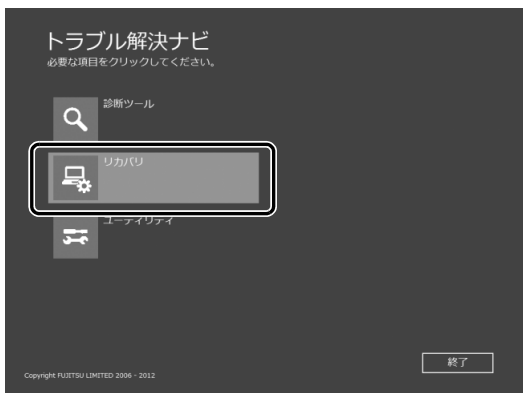 トラブル解決ナビ
必要な項目をクリックしてください。
診断ツール
リカバリ
ユーティリティ
終了
Copyright FUJITSU LIMITED 2006 - 2012